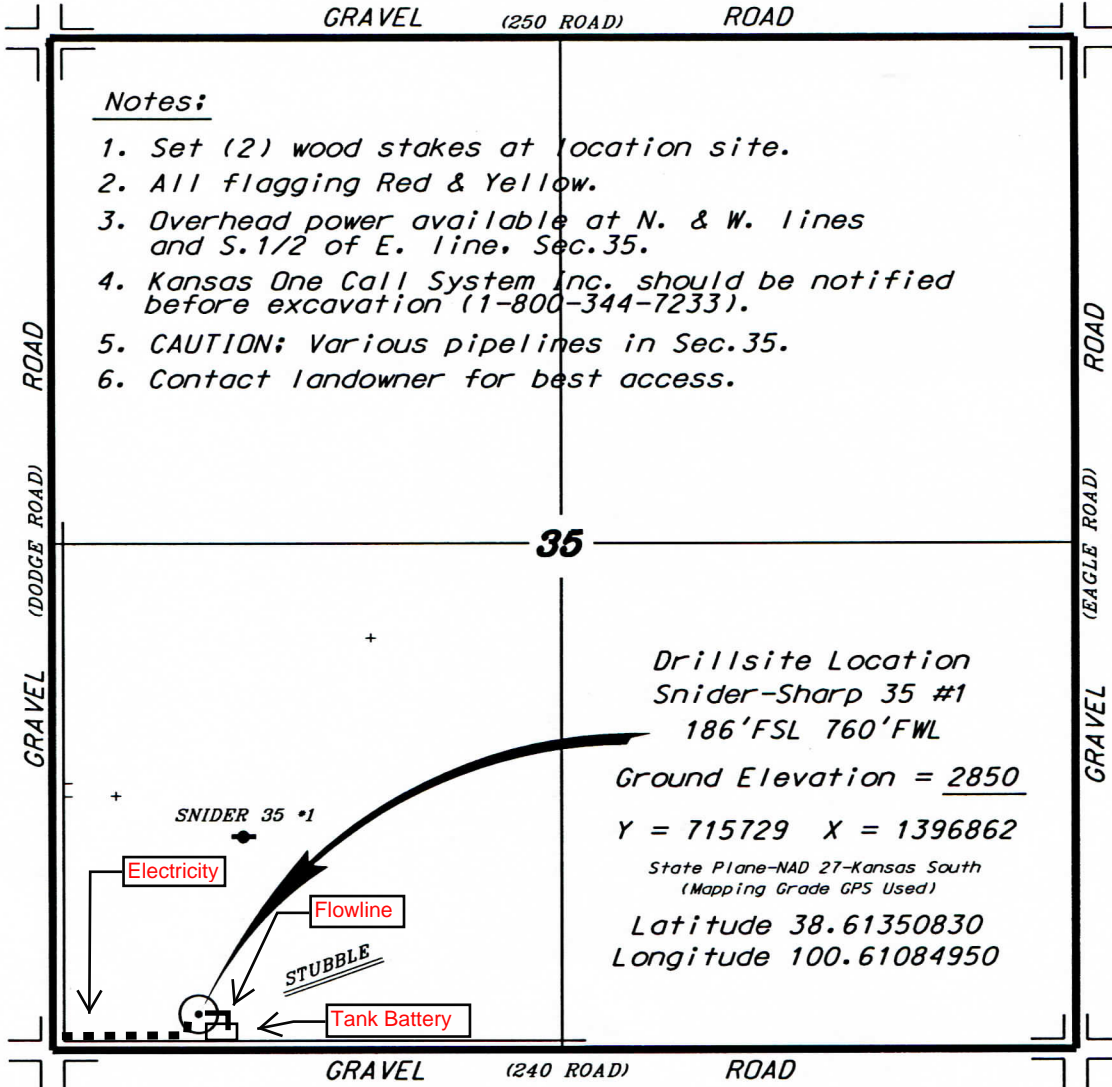 GRAVEL (250 ROAD) ROAD
Notes:
1. Set (2) wood stakes at location site.
2. All flagging Red & Yellow.
3. Overhead power available at N. & W. lines
and S.1/2 of E. line, Sec.35.
4. Kansas One Call System Inc. should be notified
before excavation (1-800-344-7233).
5. CAUTION: Various pipelines in Sec.35.
6. Contact landowner for best access.
GRAVEL (DODGE ROAD) ROAD
GRAVEL (EAGLE ROAD) ROAD
35
Drillsite Location
Snider-Sharp 35 #1
186'FSL 760'FWL
Ground Elevation = 2850
Y = 715729 X = 1396862
State Plane-NAD 27-Kansas South
(Mapping Grade GPS Used)
Latitude 38.61350830
Longitude 100.61084950
SNIDER 35 #1
Electricity
Flowline
STUBBLE
Tank Battery
GRAVEL (240 ROAD) ROAD